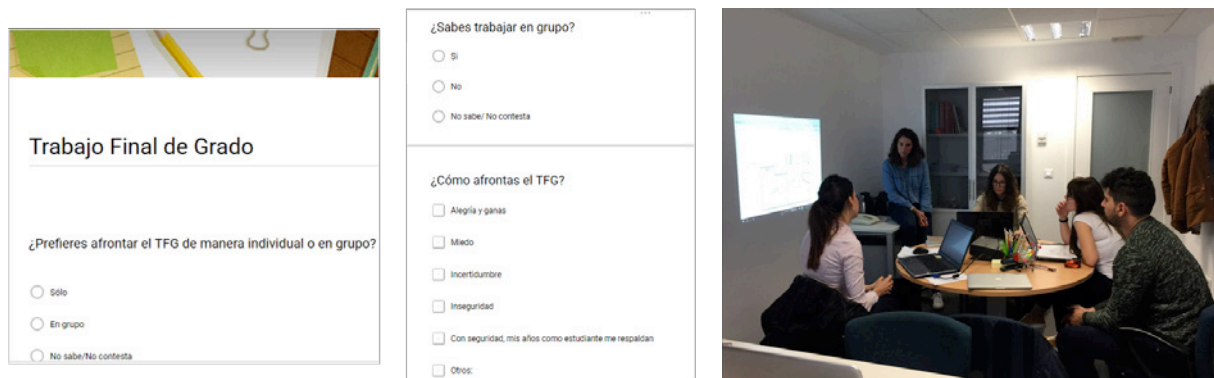 Trabajo Final de Grado
¿Prefieres afrontar el TFG de manera individual o en grupo?
Sólo
En grupo
No sabe/No contesta
¿Sabes trabajar en grupo?
Si
No
No sabe/ No contesta
¿Cómo afrontas el TFG?
Alegría y ganas
Miedo
Incertidumbre
Inseguridad
Con seguridad, mis años como estudiante me respaldan
Otros: